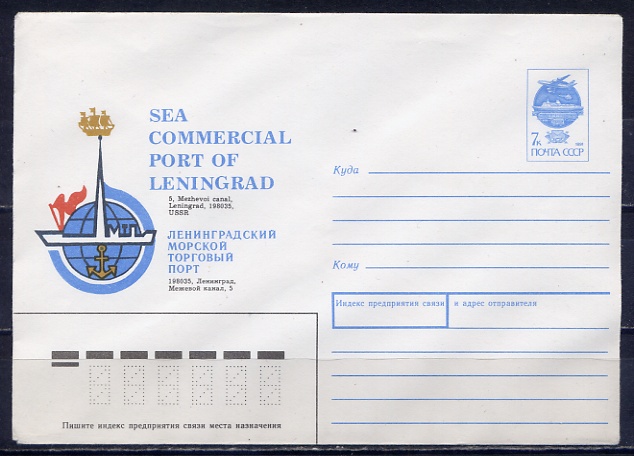 SEA
COMMERCIAL
PORT OF
LENINGRAD
5, Mezhevoi canal,
Leningrad, 198035,
USSR
ЛЕНИНГРАДСКИЙ
МОРСКОЙ
ТОРГОВЫЙ
ПОРТ
198035, Ленинград,
Межевой канал, 5
7к
ПОЧТА СССР
Куда
Кому
Индекс предприятия связи и адрес отправителя
Пишите индекс предприятия связи места назначения